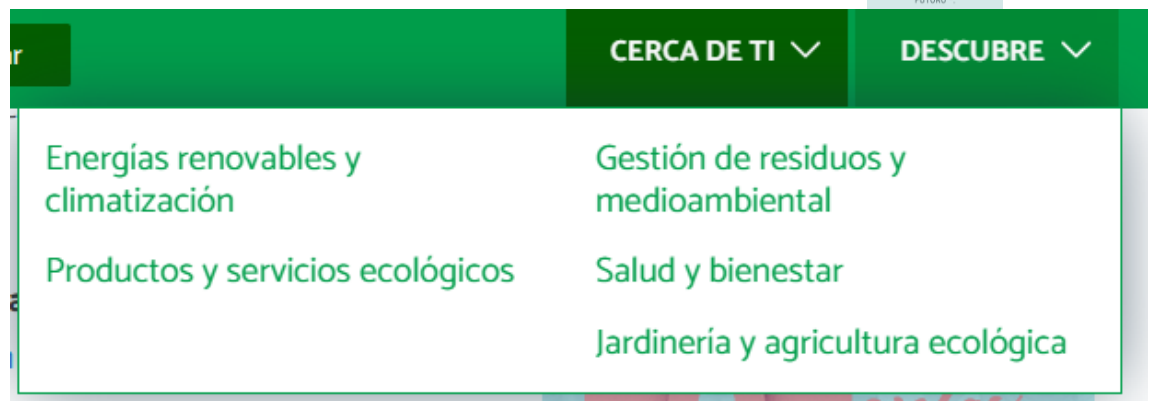 CERCA DE TI
DESCUBRE
Energías renovables y
climatización
Productos y servicios ecológicos
Gestión de residuos y
medioambiental
Salud y bienestar
Jardinería y agricultura ecológica